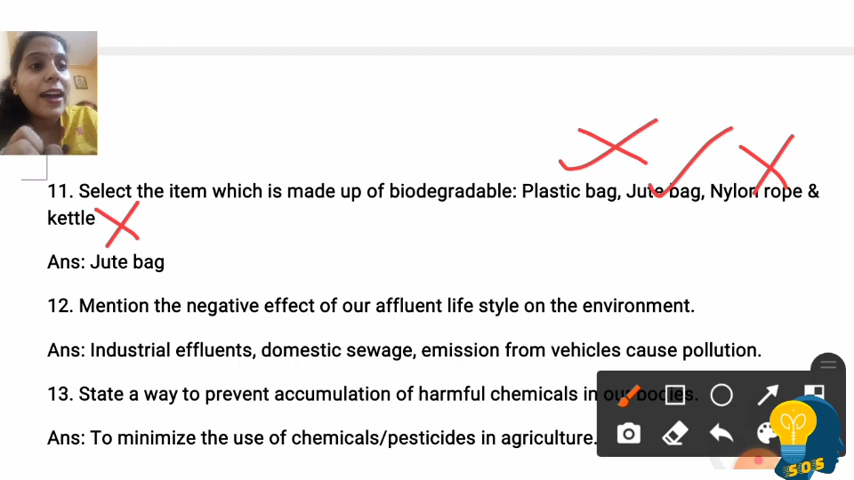 11. Select the item which is made up of biodegradable: Plastic bag, Jute bag, Nylon rope &
kettle
Ans: Jute bag
12. Mention the negative effect of our affluent life style on the environment.
Ans: Industrial effluents, domestic sewage, emission from vehicles cause pollution.
13. State a way to prevent accumulation of harmful chemicals in our bodies.
Ans: To minimize the use of chemicals/pesticides in agriculture.
SOS